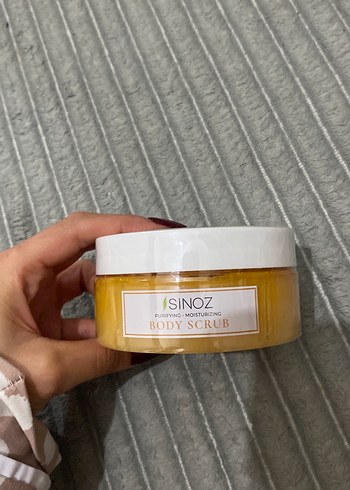 SiNOZ
PURIFYING - MOISTURIZING
BODY SCRUB